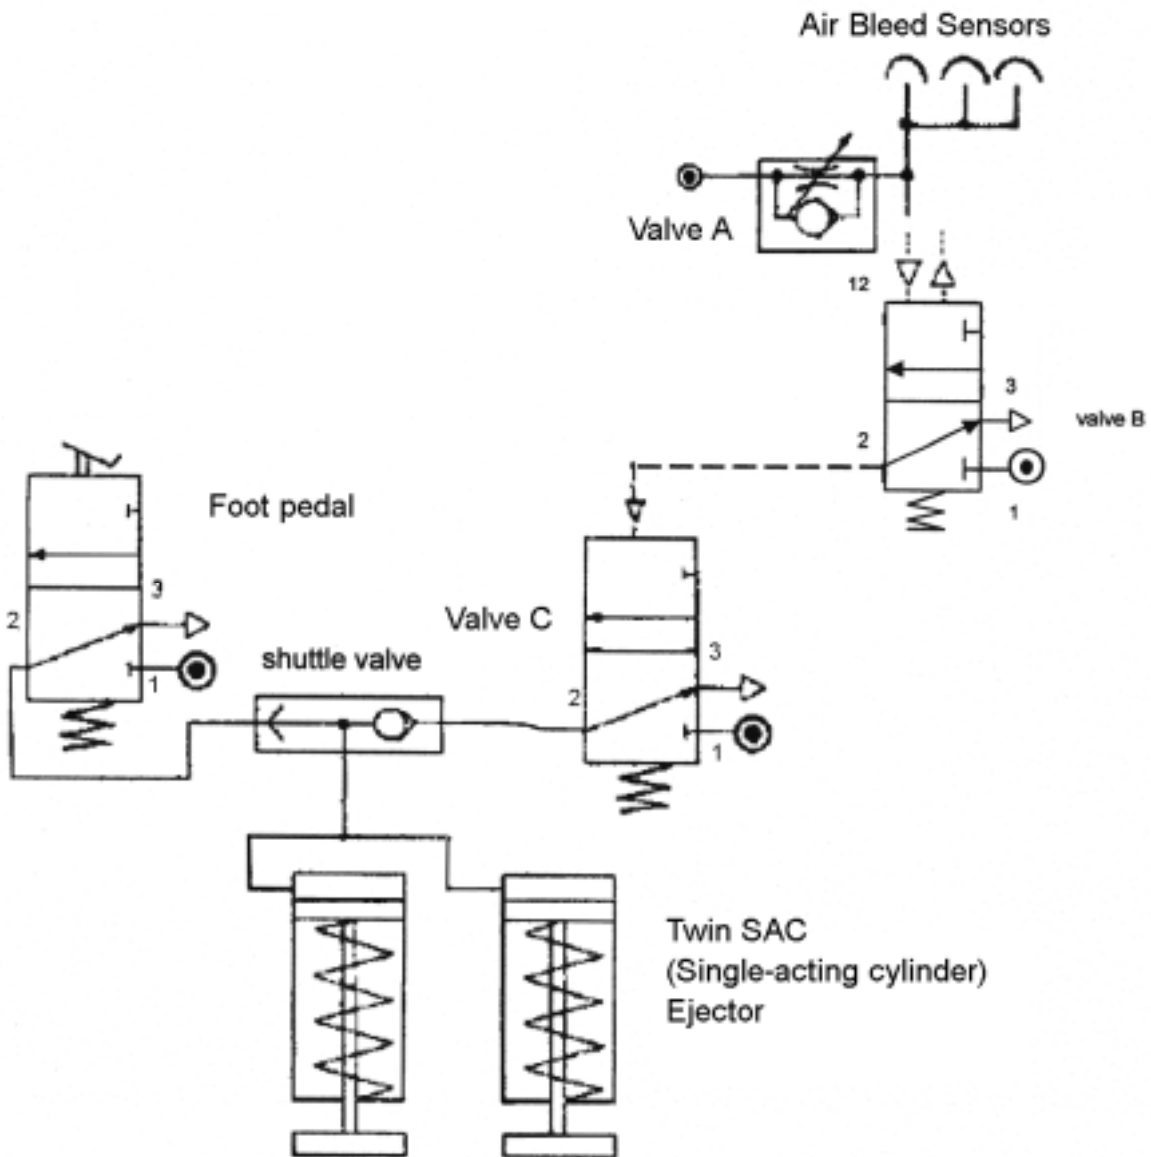 Air Bleed Sensors
Valve A
12
3
valve B
2
1
Foot pedal
3
2
1
Valve C
3
2
1
shuttle valve
Twin SAC
(Single-acting cylinder)
Ejector